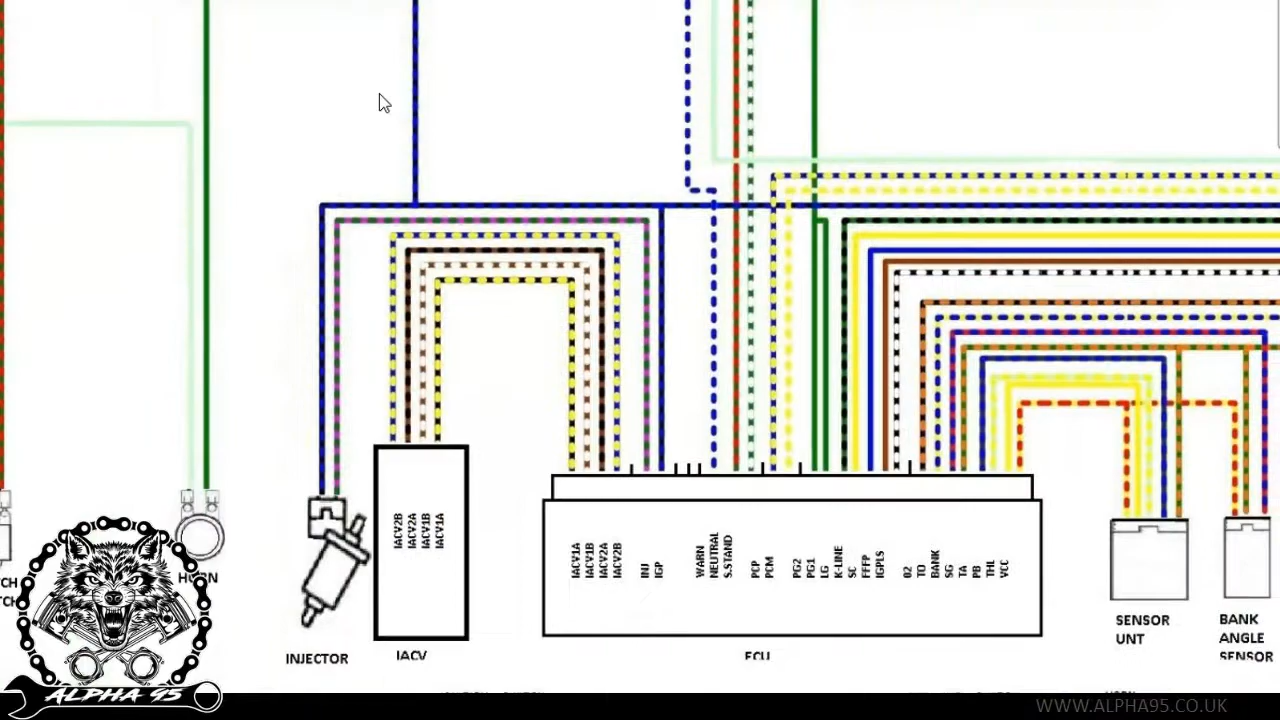 IACV2B
IACV2A
IACV1B
IACV1A
IACV1A
IACV1B
IACV2A
IACV2B
INJ
IGP
WARN
NEUTRAL
S.STAND
PCP
PCM
PG2
PG1
LG
K-LINE
SC
FFFP
IGPLS
02
TO
BANK
SG
TA
PB
THL
VCC
HORN
INJECTOR
IACV
ECU
SENSOR
UNT
BANK
ANGLE
SENSOR
ALPHA 95
WWW.ALPHA95.CO.UK